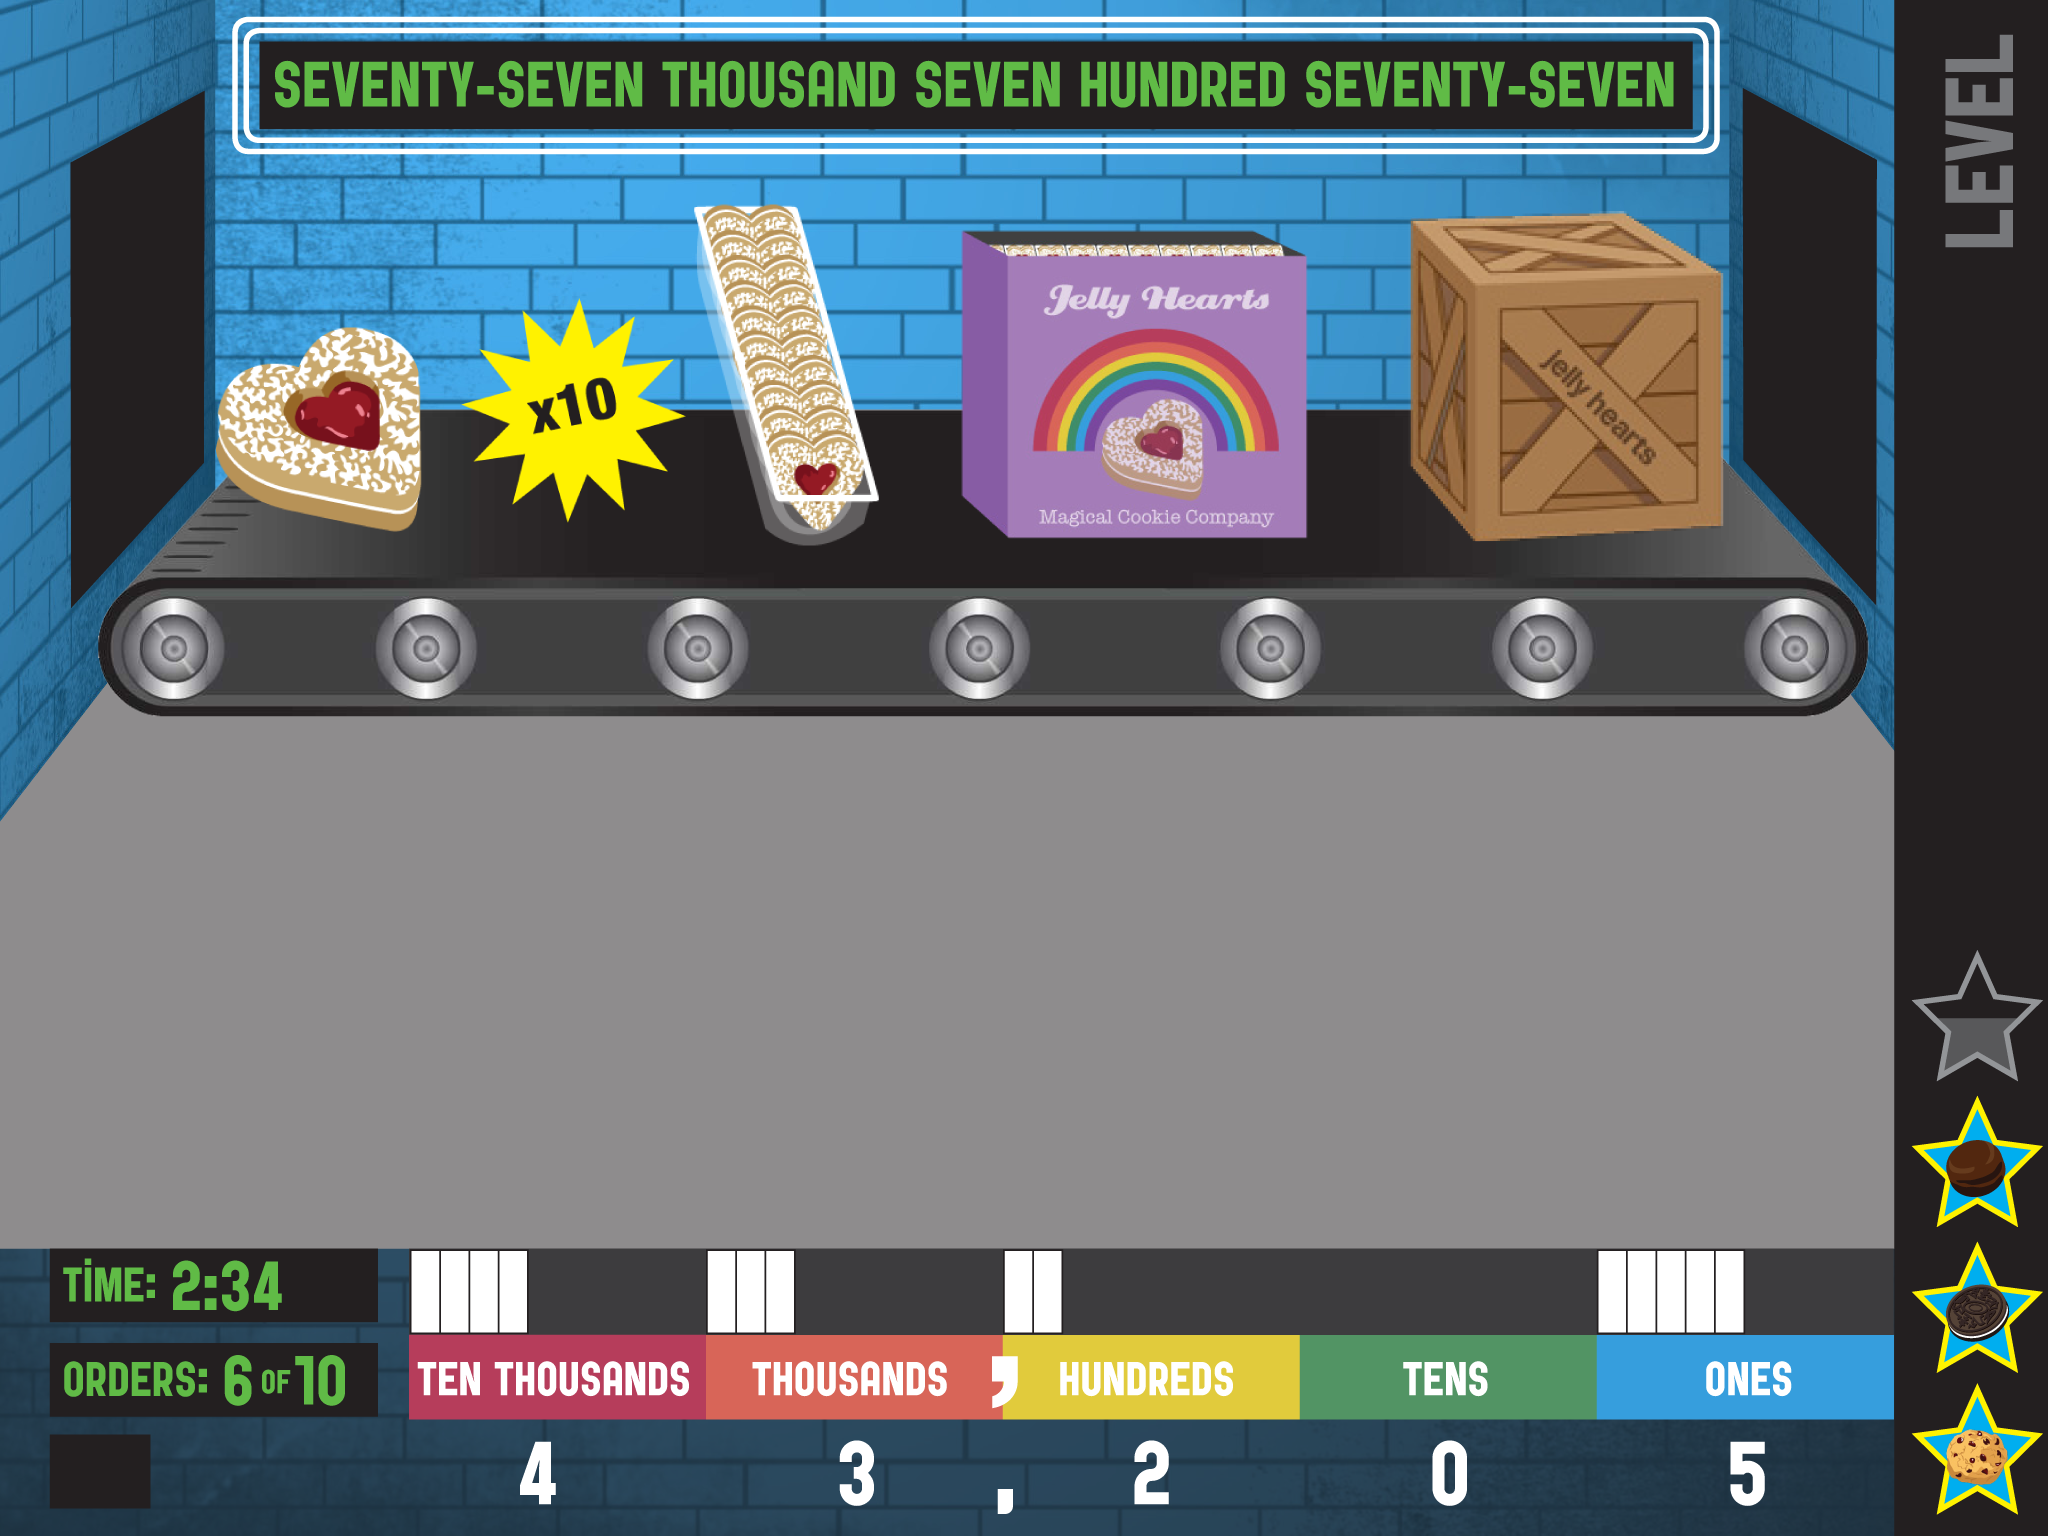 SEVENTY-SEVEN THOUSAND SEVEN HUNDRED SEVENTY-SEVEN
LEVEL
x10
Jelly Hearts
Magical Cookie Company
jelly hearts
TIME: 2:34
ORDERS: 6 OF 10
TEN THOUSANDS THOUSANDS , HUNDREDS TENS ONES
4 3 , 2 0 5